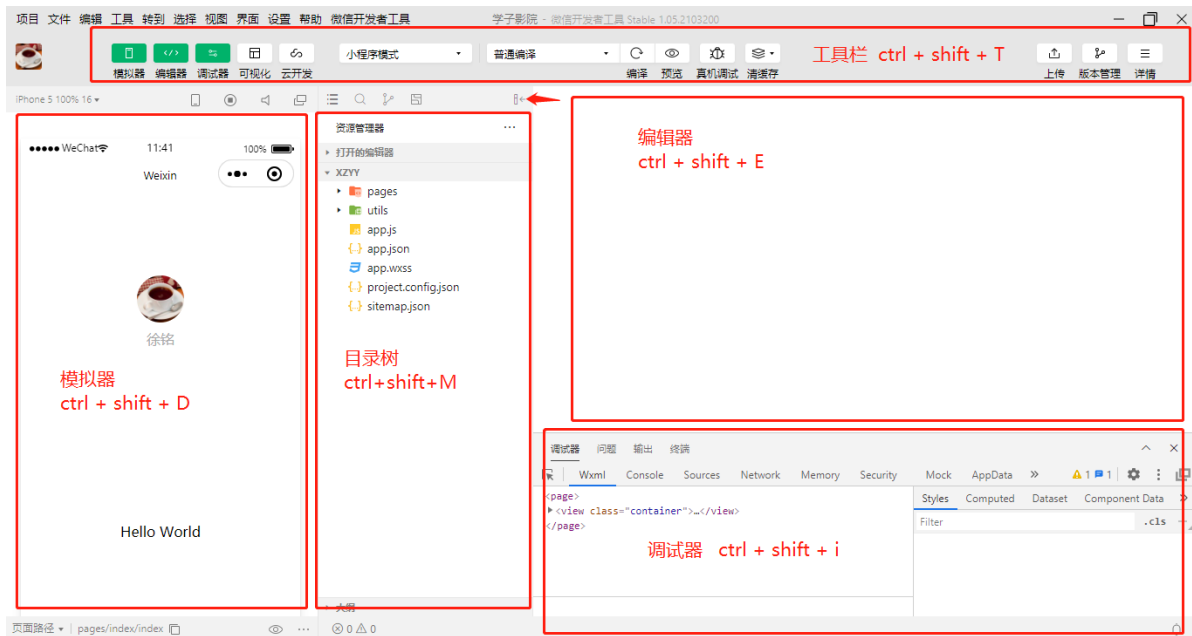 项目 文件 编辑 工具 转到 选择 视图 界面 设置 帮助 微信开发者工具
学子影院 - 微信开发者工具 Stable 1.05.2103200
模拟器 编辑器 调试器 可视化 云开发
小程序模式
普通编译
编译 预览 真机调试 清缓存
工具栏 ctrl + shift + T
上传 版本管理 详情
iPhone 5 100% 16
WeChat 11:41 100%
Weixin
徐铭
模拟器
ctrl + shift + D
Hello World
页面路径 pages/index/index
资源管理器
打开的编辑器
XZYY
pages
utils
app.js
app.json
app.wxss
project.config.json
sitemap.json
目录树
ctrl+shift+M
大纲
0 0
编辑器
ctrl + shift + E
调试器 问题 输出 终端
Wxml Console Sources Network Memory Security Mock AppData » 1 1
<page>
<view class="container">…</view>
</page>
Styles Computed Dataset Component Data »
Filter .cls
调试器 ctrl + shift + i